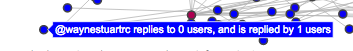 @waynestuartrc replies to 0 users, and is replied by 1 users